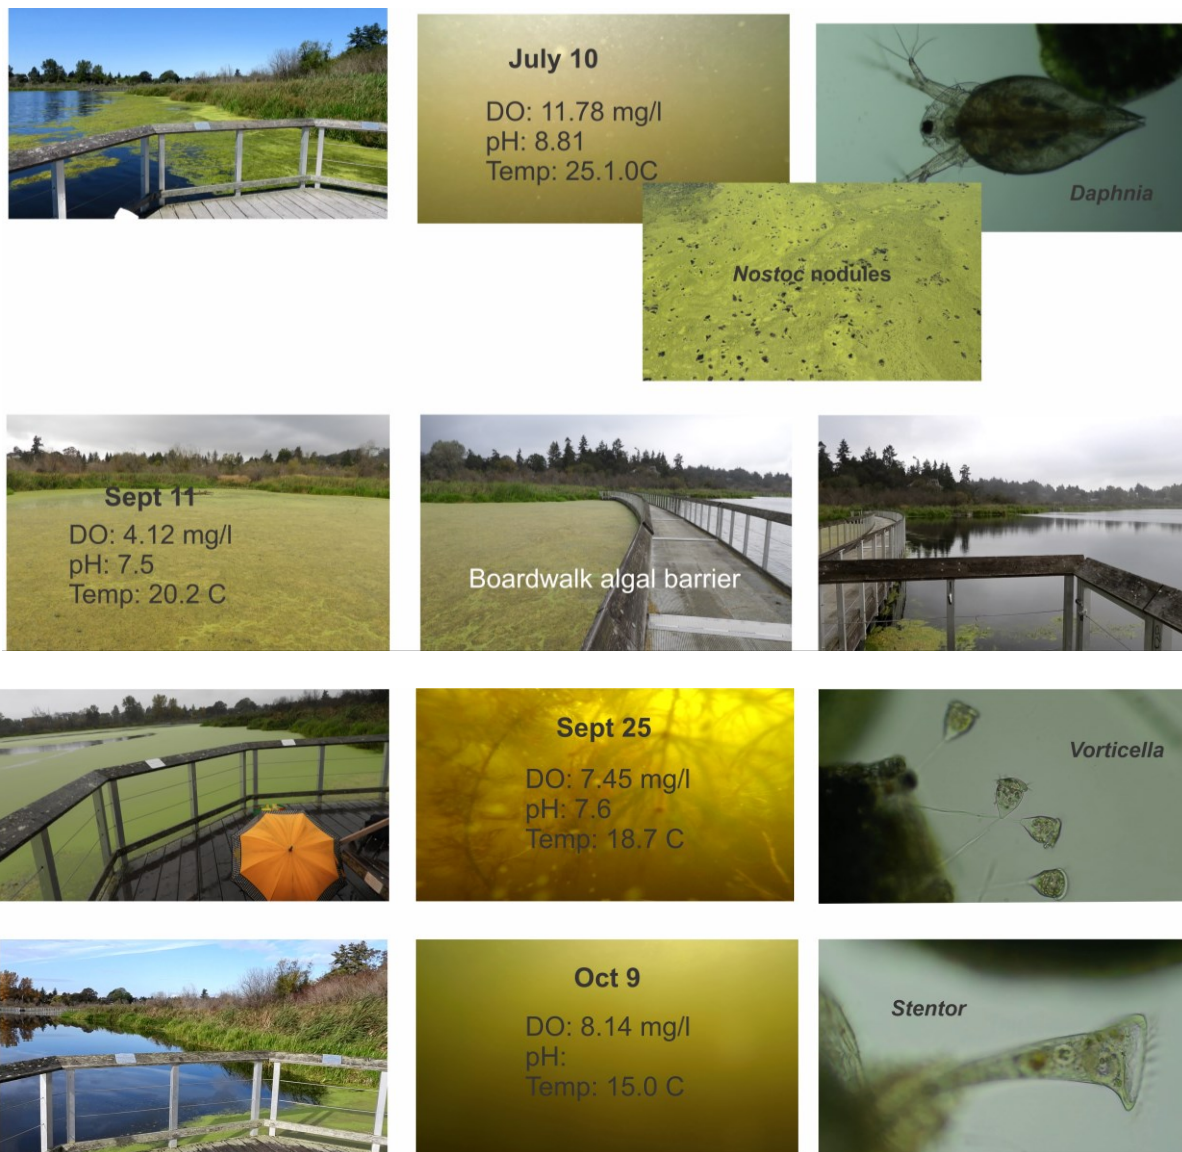 July 10
DO: 11.78 mg/l
pH: 8.81
Temp: 25.1.0C
Daphnia
Nostoc nodules
Sept 11
DO: 4.12 mg/l
pH: 7.5
Temp: 20.2 C
Boardwalk algal barrier
Sept 25
DO: 7.45 mg/l
pH: 7.6
Temp: 18.7 C
Vorticella
Oct 9
DO: 8.14 mg/l
pH:
Temp: 15.0 C
Stentor